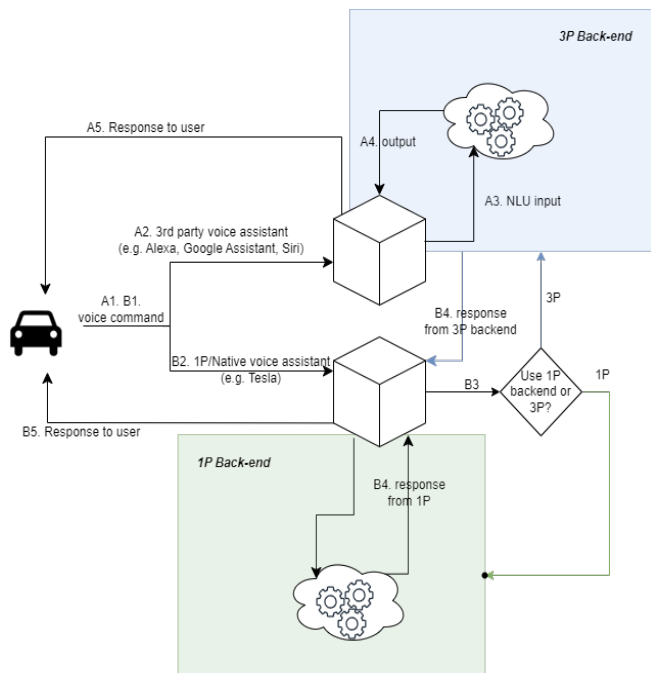 3P Back-end
A5. Response to user
A4. output
A3. NLU input
A2. 3rd party voice assistant
(e.g. Alexa, Google Assistant, Siri)
A1. B1.
voice command
B4. response
from 3P backend
3P
B2. 1P/Native voice assistant
(e.g. Tesla)
B3
Use 1P
backend or
3P?
1P
B5. Response to user
1P Back-end
B4. response
from 1P